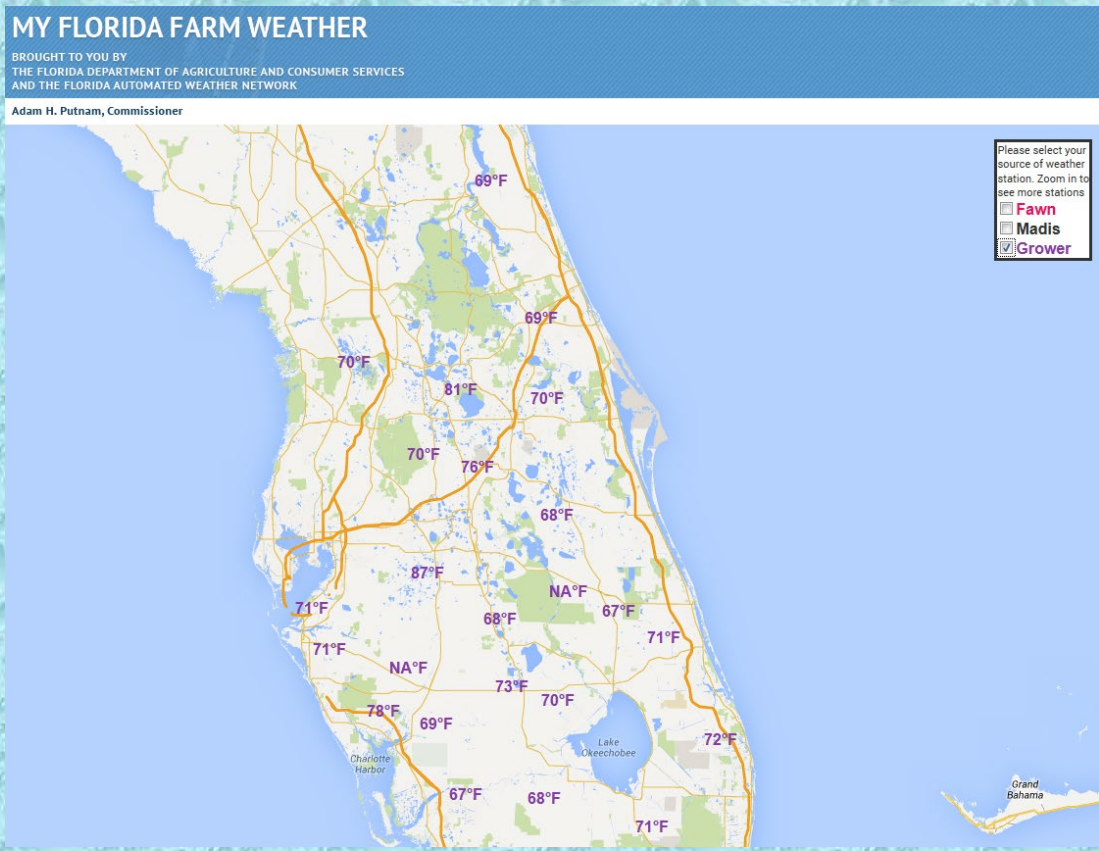 MY FLORIDA FARM WEATHER
BROUGHT TO YOU BY
THE FLORIDA DEPARTMENT OF AGRICULTURE AND CONSUMER SERVICES
AND THE FLORIDA AUTOMATED WEATHER NETWORK
Adam H. Putnam, Commissioner
Please select your
source of weather
station. Zoom in to
see more stations
Fawn
Madis
Grower
69°F
69°F
70°F
81°F
70°F
70°F
76°F
68°F
87°F
NA°F
71°F
67°F
68°F
71°F
71°F
NA°F
73°F
70°F
78°F
69°F
72°F
Lake
Okeechobee
Charlotte
Harbor
Grand
Bahama
67°F
68°F
71°F